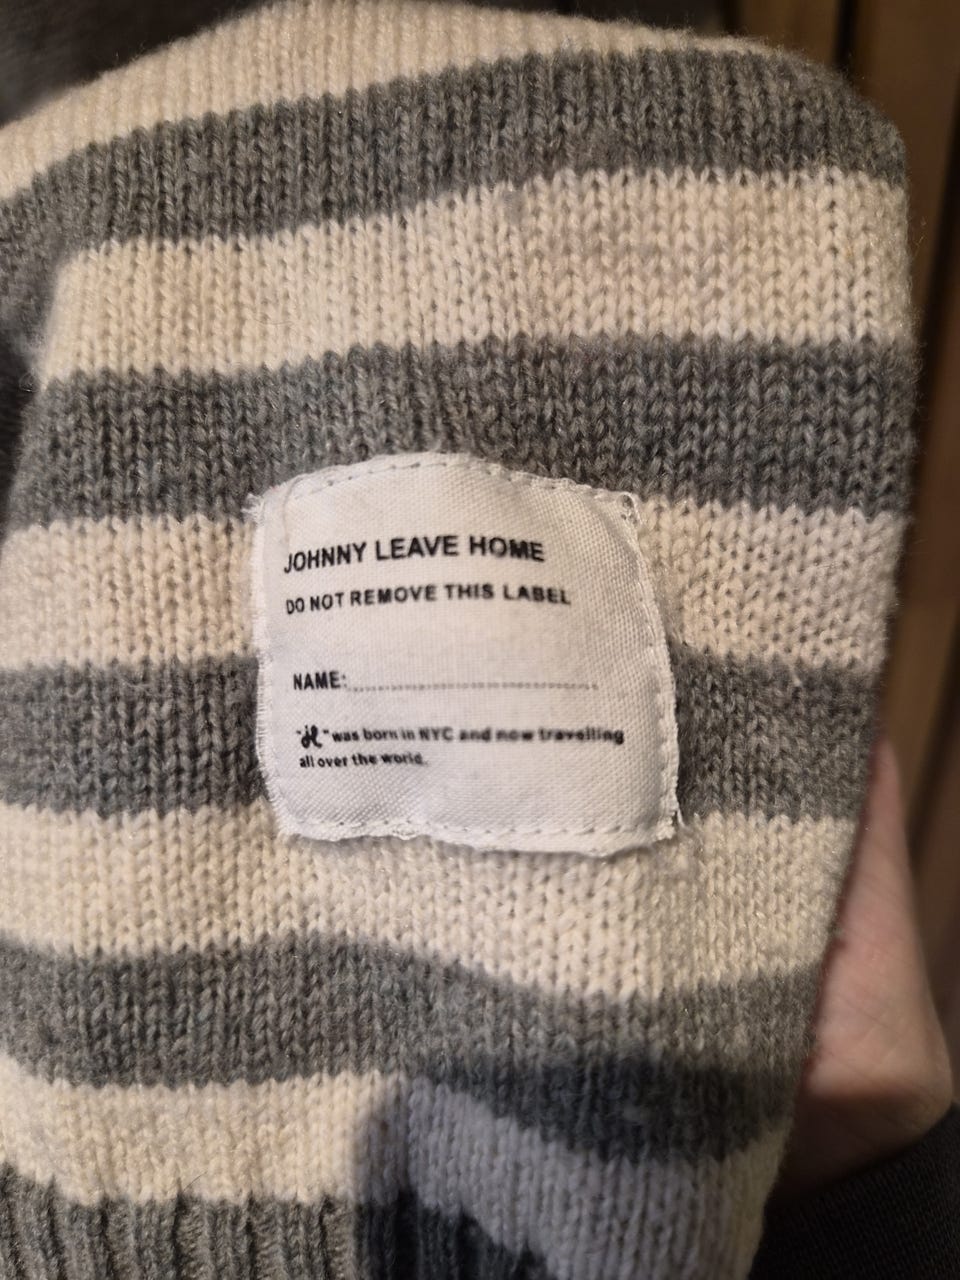 JOHNNY LEAVE HOME
DO NOT REMOVE THIS LABEL
NAME:........................................
"jl" was born in NYC and now travelling
all over the world.